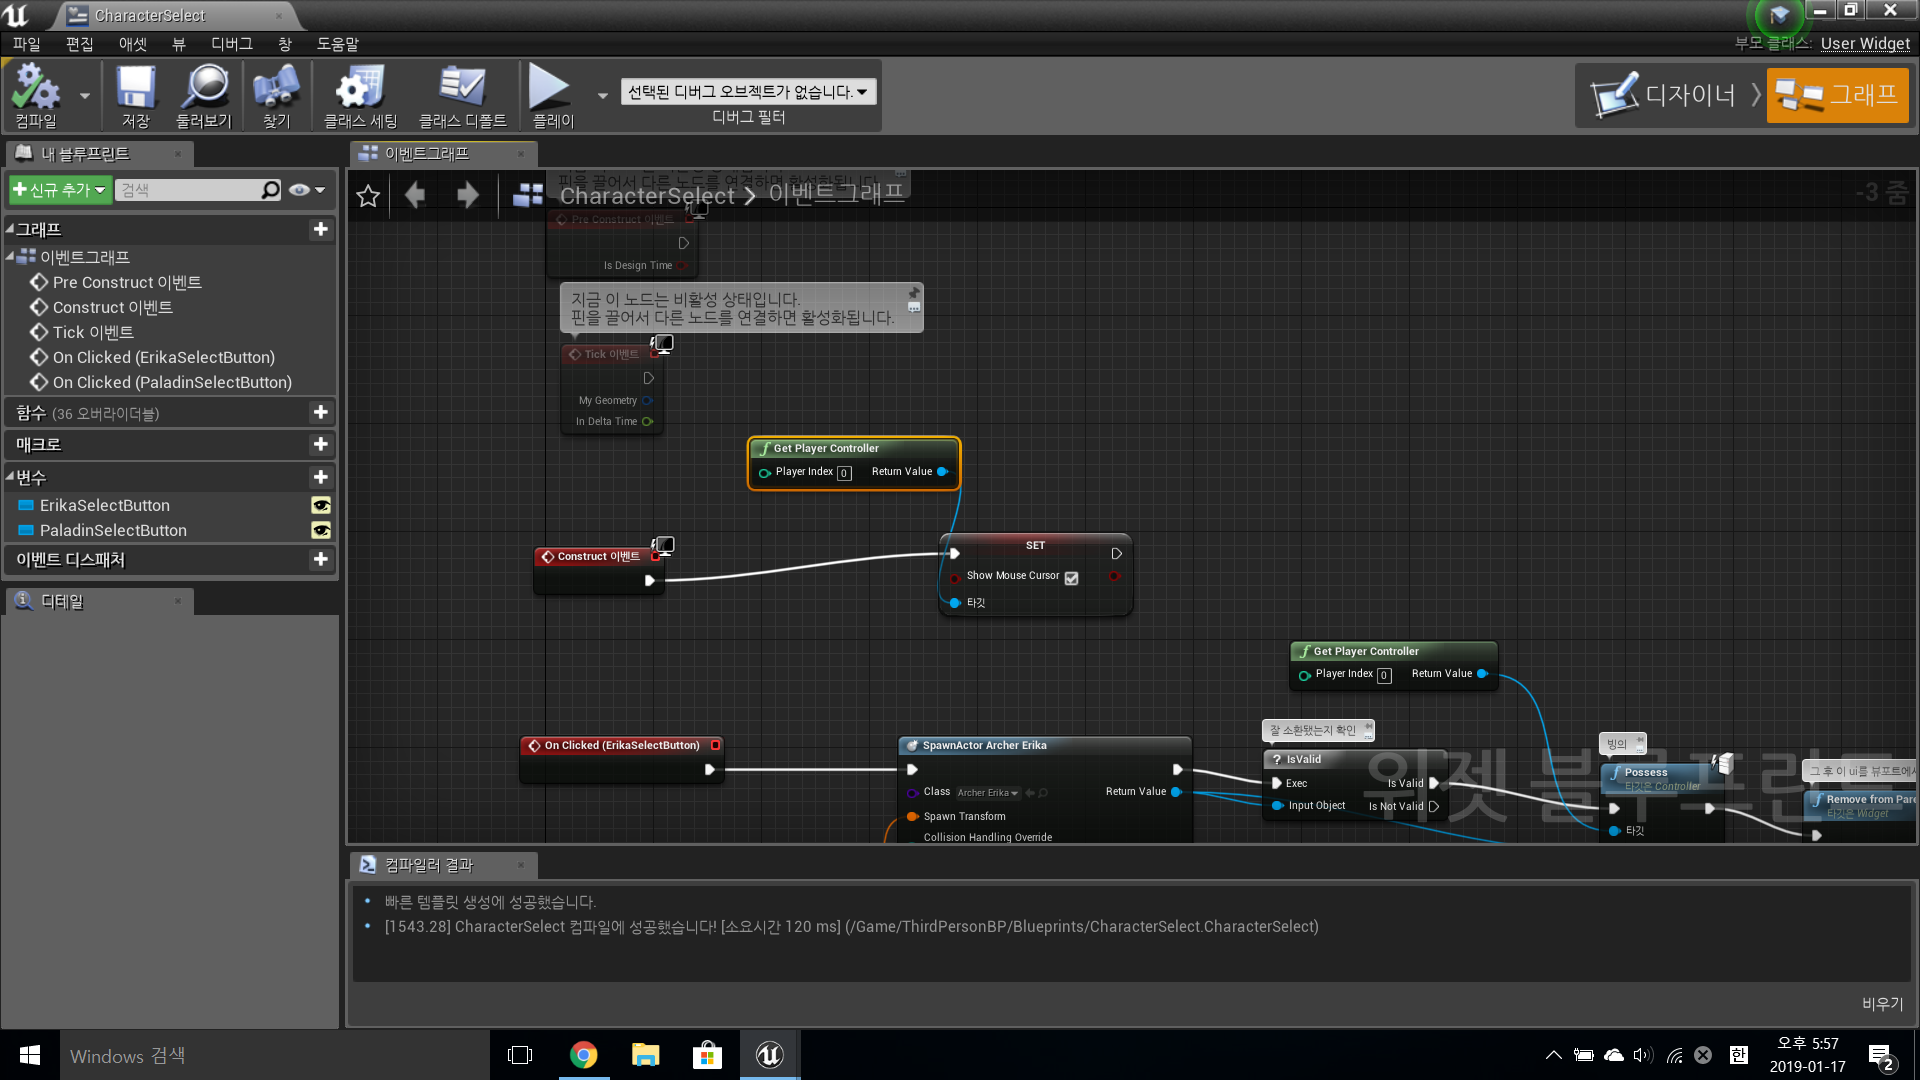 CharacterSelect
파일 편집 애셋 뷰 디버그 창 도움말
부모 클래스: User Widget
컴파일 저장 둘러보기 찾기 클래스 세팅 클래스 디폴트 플레이
선택된 디버그 오브젝트가 없습니다.
디버그 필터
디자이너
그래프
내 블루프린트
신규 추가
검색
그래프
이벤트그래프
Pre Construct 이벤트
Construct 이벤트
Tick 이벤트
On Clicked (ErikaSelectButton)
On Clicked (PaladinSelectButton)
함수 (36 오버라이더블)
매크로
변수
ErikaSelectButton
PaladinSelectButton
이벤트 디스패처
디테일
이벤트그래프
핀을 끌어서 다른 노드를 연결하면 활성화됩니다.
CharacterSelect > 이벤트그래프
-3 줌
Pre Construct 이벤트
Is Design Time
지금 이 노드는 비활성 상태입니다.
핀을 끌어서 다른 노드를 연결하면 활성화됩니다.
Tick 이벤트
My Geometry
In Delta Time
Get Player Controller
Player Index 0 Return Value
Construct 이벤트
SET
Show Mouse Cursor
타깃
Get Player Controller
Player Index 0 Return Value
On Clicked (ErikaSelectButton)
SpawnActor Archer Erika
Class Archer Erika
Return Value
Spawn Transform
Collision Handling Override
잘 소환됐는지 확인
IsValid
Exec Is Valid
Input Object Is Not Valid
빙의
Possess
타깃은 Controller
타깃
그 후 이 ui를 뷰포트에서
Remove from Pare
타깃은 Widget
위젯 블루프린트
컴파일러 결과
빠른 템플릿 생성에 성공했습니다.
[1543.28] CharacterSelect 컴파일에 성공했습니다! [소요시간 120 ms] (/Game/ThirdPersonBP/Blueprints/CharacterSelect.CharacterSelect)
비우기
Windows 검색
한
오후 5:57
2019-01-17
2